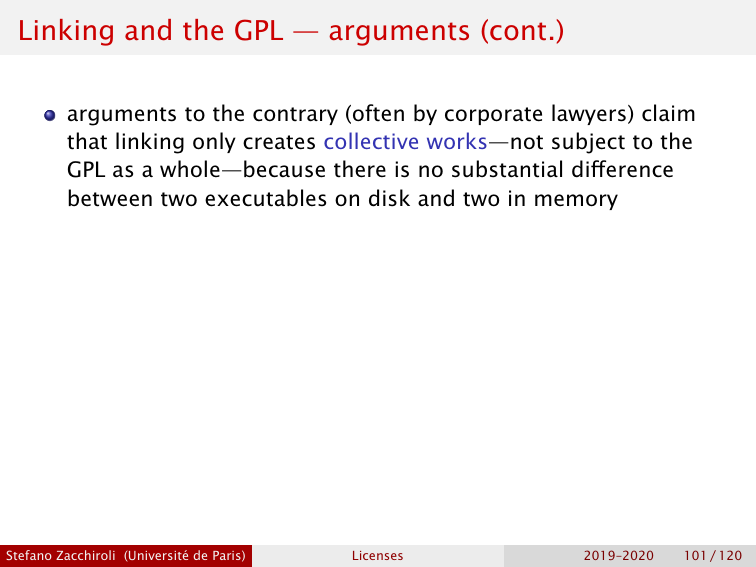 Linking and the GPL — arguments (cont.)
arguments to the contrary (often by corporate lawyers) claim
that linking only creates collective works—not subject to the
GPL as a whole—because there is no substantial difference
between two executables on disk and two in memory
Stefano Zacchiroli (Université de Paris) Licenses 2019–2020 101 / 120